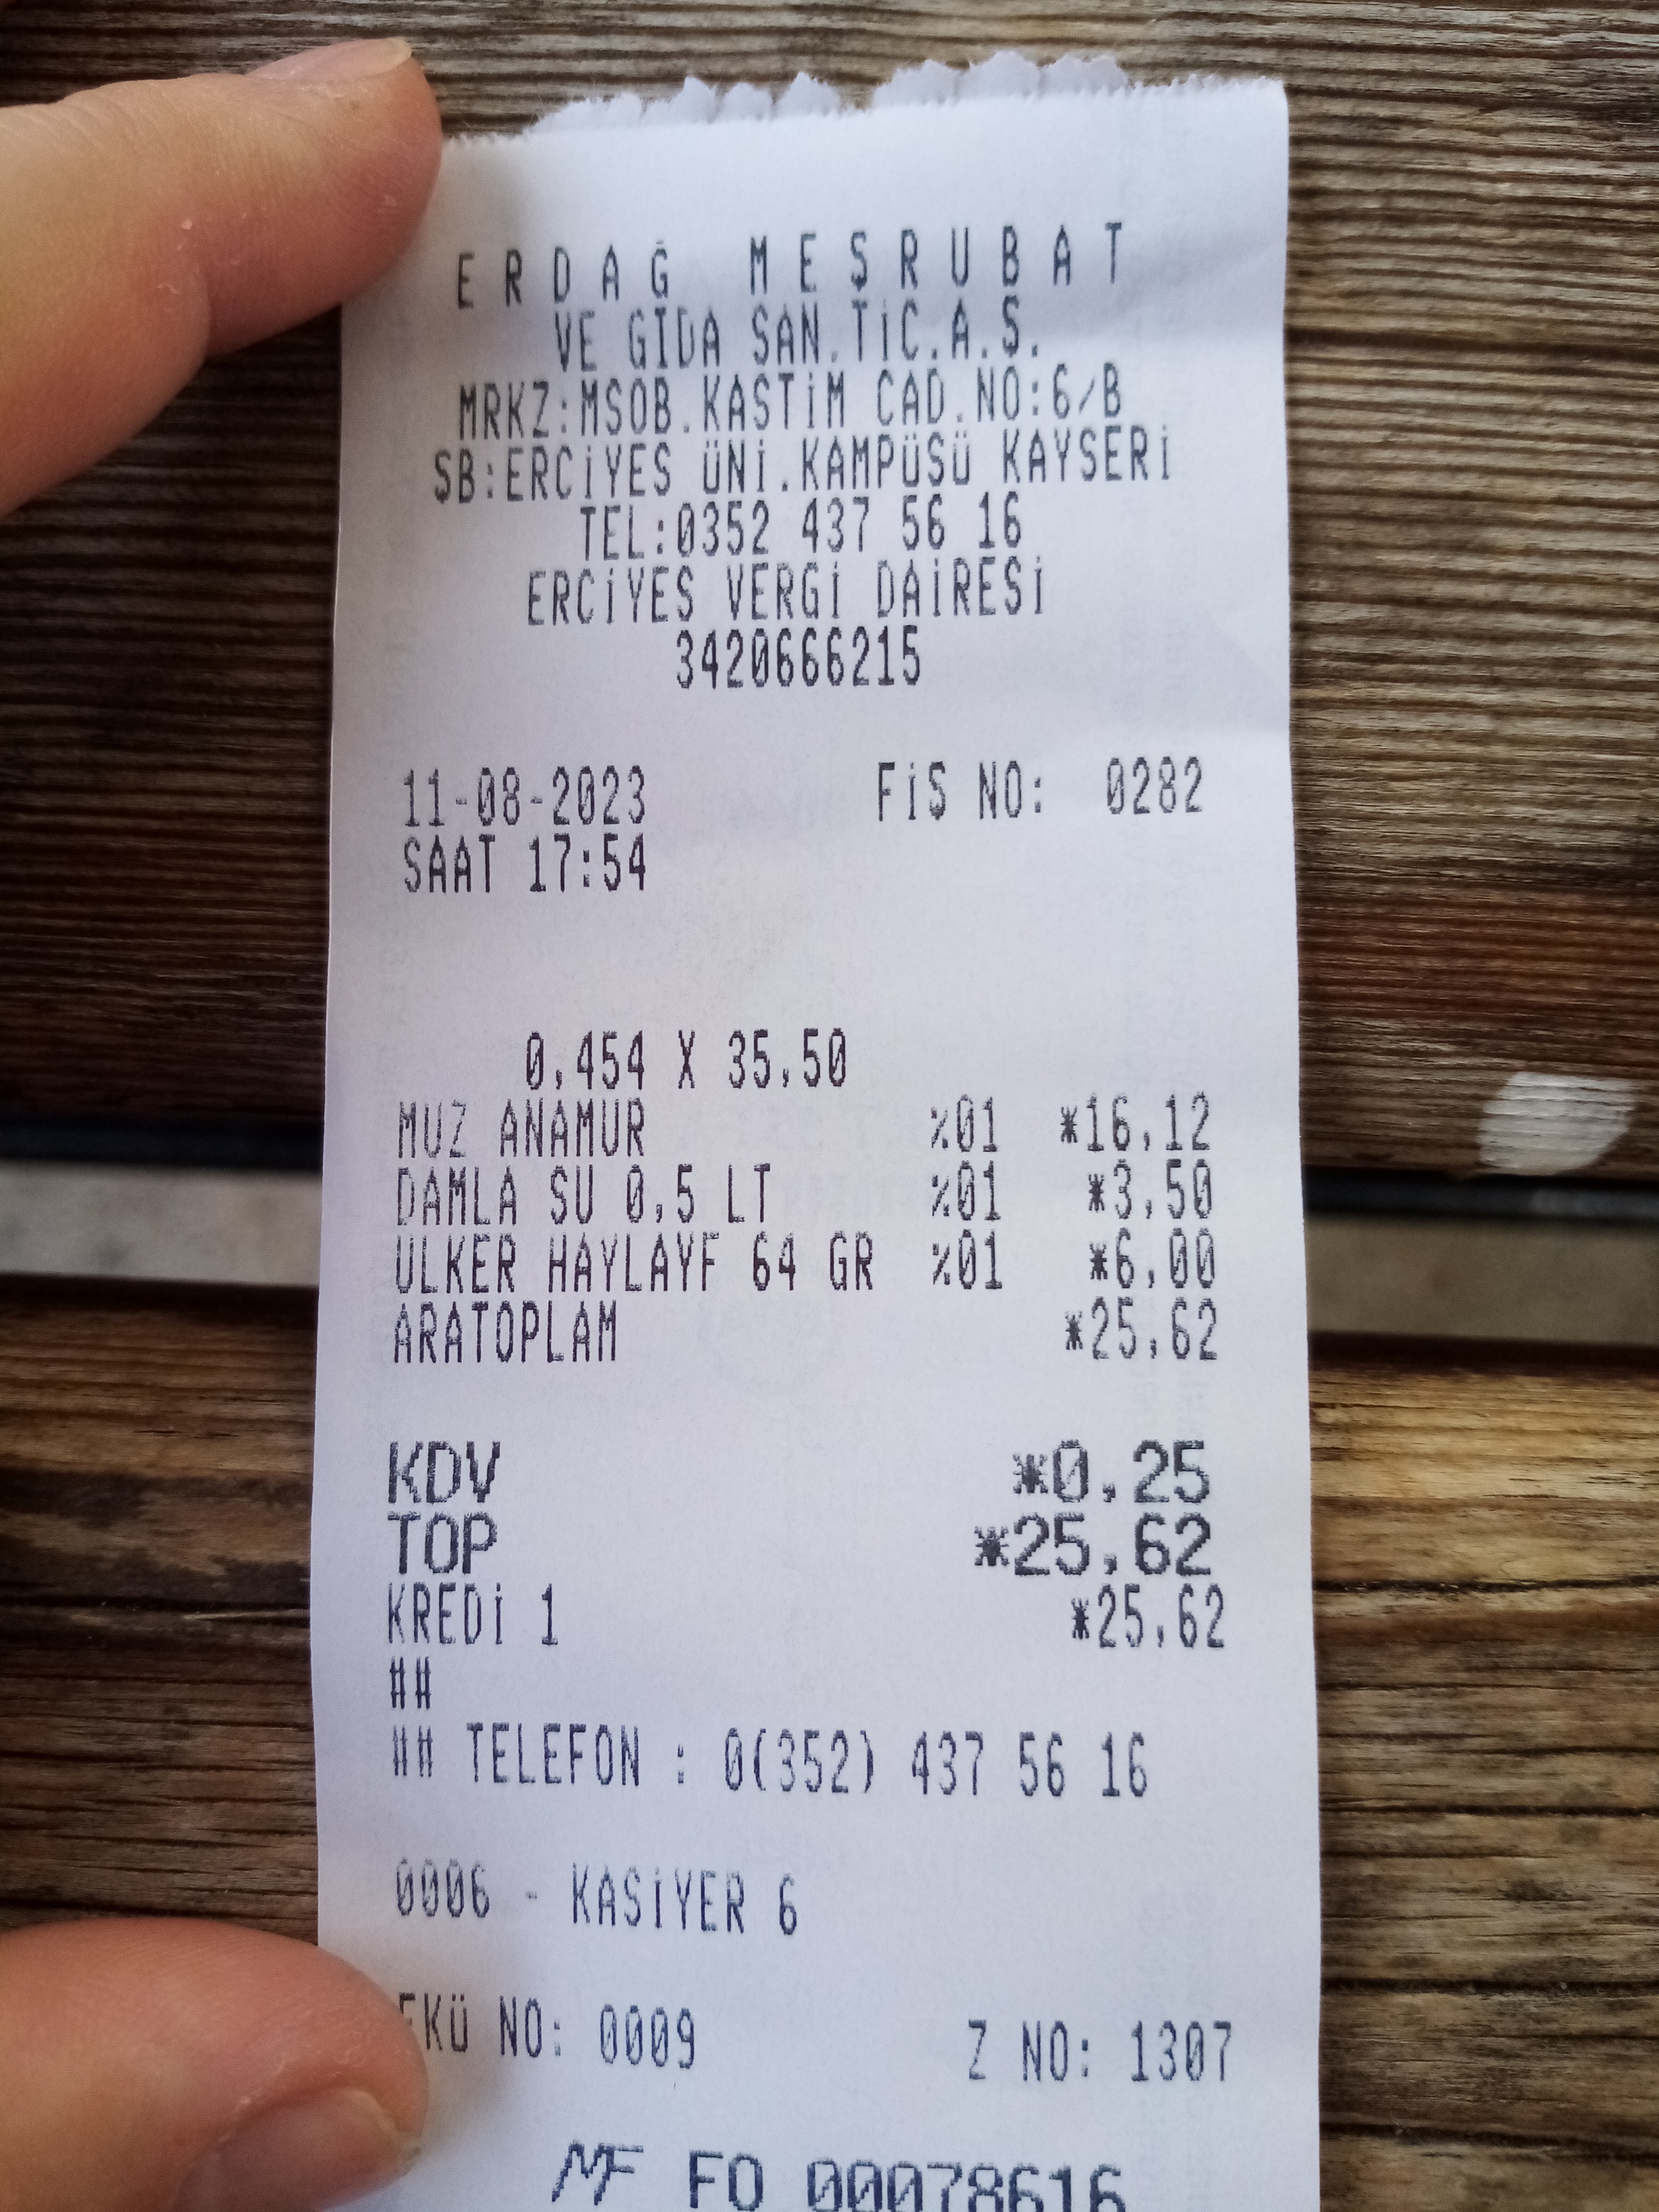 ERDAĞ MEŞRUBAT
VE GIDA SAN.TİC.A.Ş.
MRKZ:MSOB.KASTİM CAD.NO:6/B
ŞB:ERCİYES ÜNİ.KAMPÜSÜ KAYSERİ
TEL:0352 437 56 16
ERCİYES VERGİ DAİRESİ
3420666215
11-08-2023 FİŞ NO: 0282
SAAT 17:54
0,454 X 35,50
MUZ ANAMUR %01 *16,12
DAMLA SU 0,5 LT %01 *3,50
ULKER HAYLAYF 64 GR %01 *6,00
ARATOPLAM *25,62
KDV *0,25
TOP *25,62
KREDİ 1 *25,62
##
## TELEFON : 0(352) 437 56 16
0006 - KASİYER 6
EKÜ NO: 0009 Z NO: 1307
MF FO 00078616